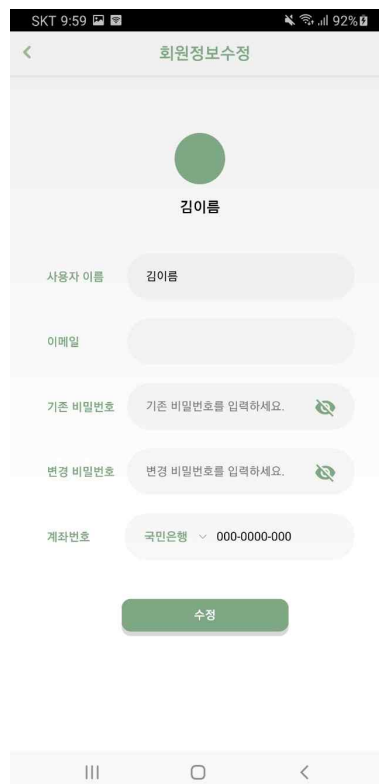 SKT 9:59 92%
회원정보수정
김이름
사용자 이름 김이름
이메일
기존 비밀번호 기존 비밀번호를 입력하세요.
변경 비밀번호 변경 비밀번호를 입력하세요.
계좌번호 국민은행 000-0000-000
수정